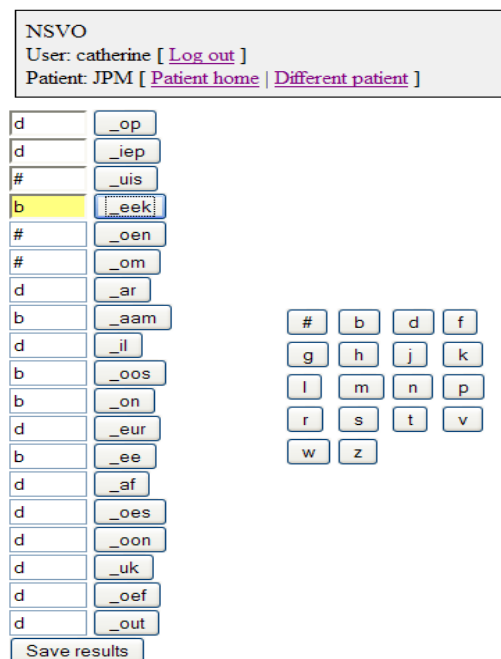 NSVO
User: catherine [ Log out ]
Patient: JPM [ Patient home | Different patient ]
d _op
d _iep
# _uis
b _eek
# _oen
# _om
d _ar
b _aam
d _il
b _oos
b _on
d _eur
b _ee
d _af
d _oes
d _oon
d _uk
d _oef
d _out
Save results
# b d f
g h j k
l m n p
r s t v
w z